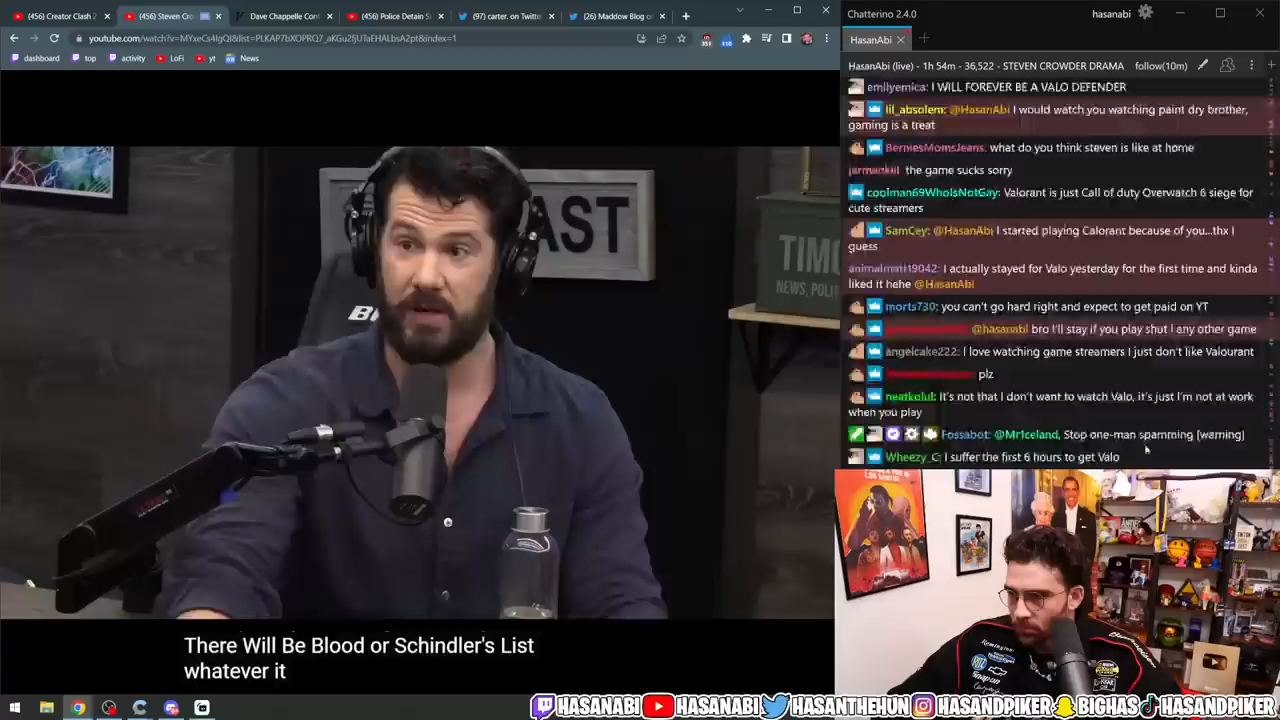 (456) Creator Clash 2
(456) Steven Cro
Dave Chappelle Con
(456) Police Detain S
(97) carter. on Twitte
(26) Maddow Blog o
youtube.com/watch?v=MYxeCs4IgQI&list=PLKAP7bXOPRQ7_aKGu2fjUTaEHALbsA2pt&index=1
dashboard
top
activity
LoFi
yt
News
AST
TIM
NEWS, POLI
There Will Be Blood or Schindler's List
whatever it
Chatterino 2.4.0
hasanabi
HasanAbi
HasanAbi (live) - 1h 54m - 36,522 - STEVEN CROWDER DRAMA
follow(10m)
emilyemica: I WILL FOREVER BE A VALO DEFENDER
lil_absolem: @HasanAbi I would watch you watching paint dry brother,
gaming is a treat
BerniesMomsJeans: what do you think steven is like at home
the game sucks sorry
coolman69WhoIsNotGay: Valorant is just Call of duty Overwatch 6 siege for
cute streamers
SamCey: @HasanAbi I started playing Calorant because of you...thx I
guess
I actually stayed for Valo yesterday for the first time and kinda
liked it hehe @HasanAbi
morts730: you can't go hard right and expect to get paid on YT
@hasanabi bro I'll stay if you play shut I any other game
angelcake222: I love watching game streamers I just don't like Valourant
plz
neatkolul: it's not that I don't want to watch Valo, it's just I'm not at work
when you play
Fossabot: @Mr1celand, Stop one-man spamming [warning]
Wheezy_C: I suffer the first 6 hours to get Valo
HASANABI
HASANABI
HASANTHEHUN
HASANDPIKER
BIGHAS
HASANDPIKER